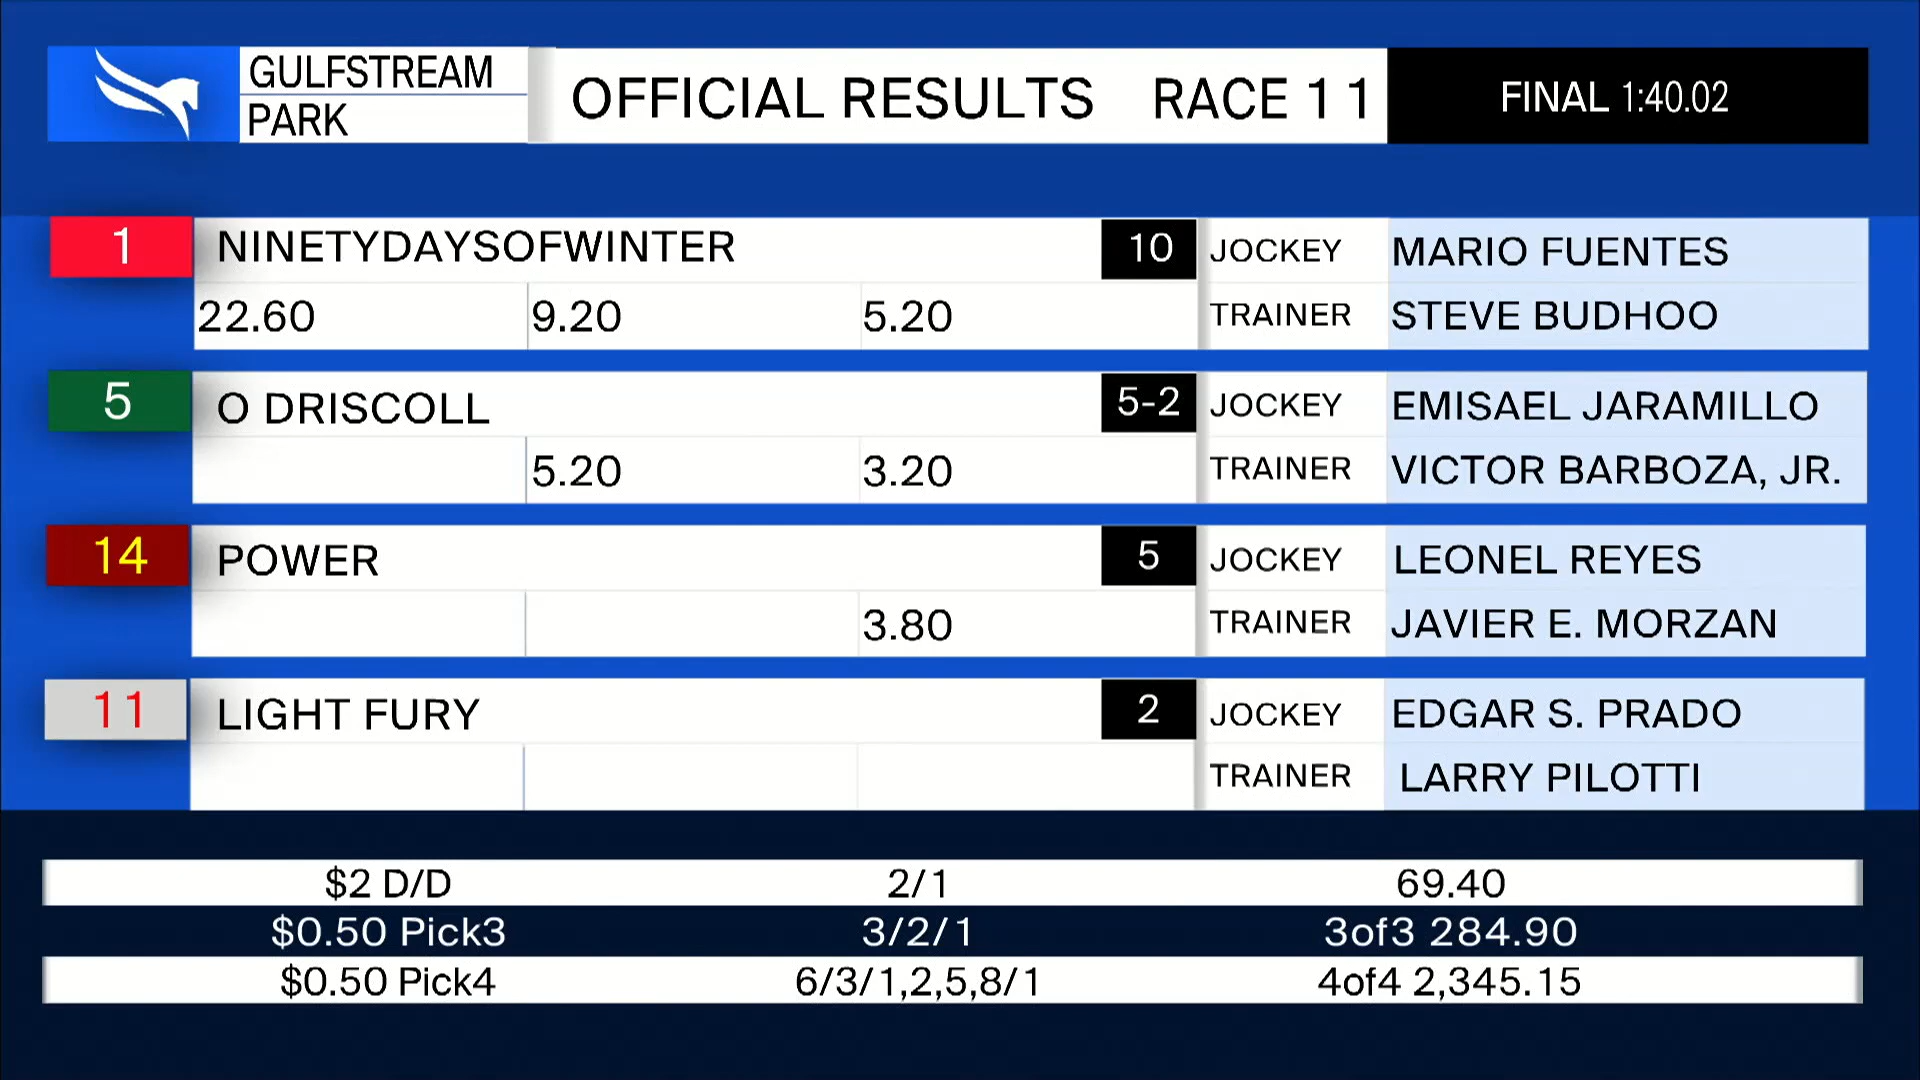 GULFSTREAM
PARK
OFFICIAL RESULTS RACE 11
FINAL 1:40.02
1 NINETYDAYSOFWINTER 10 JOCKEY MARIO FUENTES
22.60 9.20 5.20 TRAINER STEVE BUDHOO
5 O DRISCOLL 5-2 JOCKEY EMISAEL JARAMILLO
5.20 3.20 TRAINER VICTOR BARBOZA, JR.
14 POWER 5 JOCKEY LEONEL REYES
3.80 TRAINER JAVIER E. MORZAN
11 LIGHT FURY 2 JOCKEY EDGAR S. PRADO
TRAINER LARRY PILOTTI
$2 D/D 2/1 69.40
$0.50 Pick3 3/2/1 3of3 284.90
$0.50 Pick4 6/3/1,2,5,8/1 4of4 2,345.15